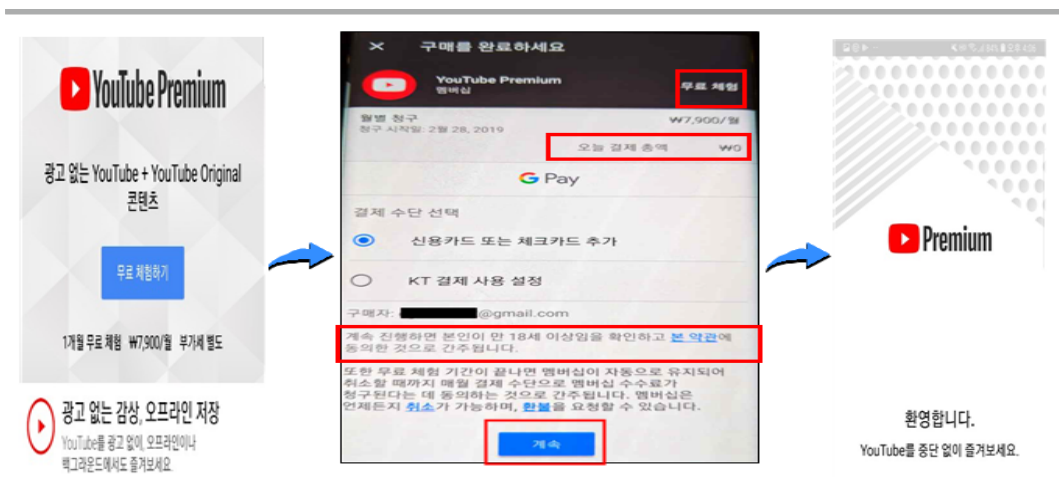 YouTube Premium
광고 없는 YouTube + YouTube Original
콘텐츠
무료 체험하기
1개월 무료 체험 ₩7,900/월 부가세 별도
광고 없는 감상, 오프라인 저장
YouTube를 광고 없이, 오프라인이나
백그라운드에서도 즐겨보세요.
× 구매를 완료하세요
YouTube Premium
멤버십
무료 체험
월별 청구 ₩7,900/월
청구 시작일: 2월 28, 2019
오늘 결제 총액 ₩0
G Pay
결제 수단 선택
신용카드 또는 체크카드 추가
KT 결제 사용 설정
구매자: @gmail.com
계속 진행하면 본인이 만 18세 이상임을 확인하고 본 약관에
동의한 것으로 간주됩니다.
또한 무료 체험 기간이 끝나면 멤버십이 자동으로 유지되어
취소할 때까지 매월 결제 수단으로 멤버십 수수료가
청구된다는 데 동의하는 것으로 간주됩니다. 멤버십은
언제든지 취소가 가능하며, 환불을 요청할 수 있습니다.
계속
Premium
환영합니다.
YouTube를 중단 없이 즐겨보세요.